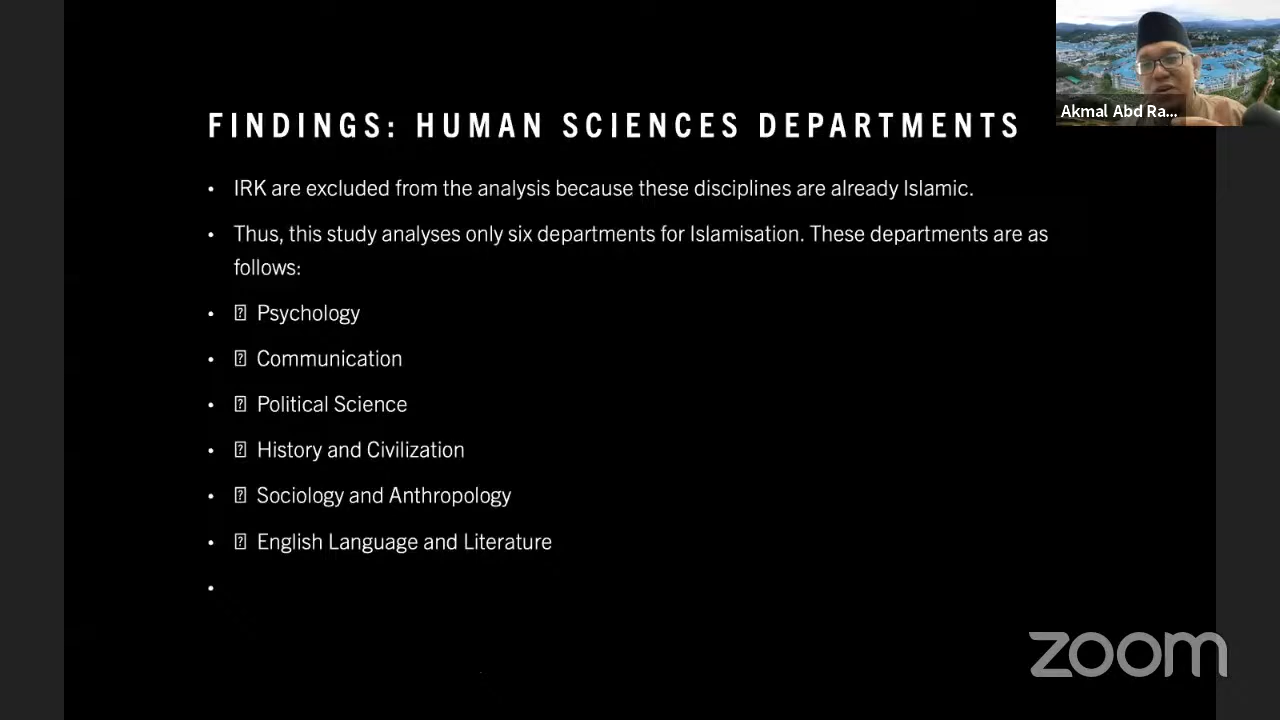 FINDINGS: HUMAN SCIENCES DEPARTMENTS
• IRK are excluded from the analysis because these disciplines are already Islamic.
• Thus, this study analyses only six departments for Islamisation. These departments are as
follows:
• Psychology
• Communication
• Political Science
• History and Civilization
• Sociology and Anthropology
• English Language and Literature
•
Akmal Abd Ra...
zoom